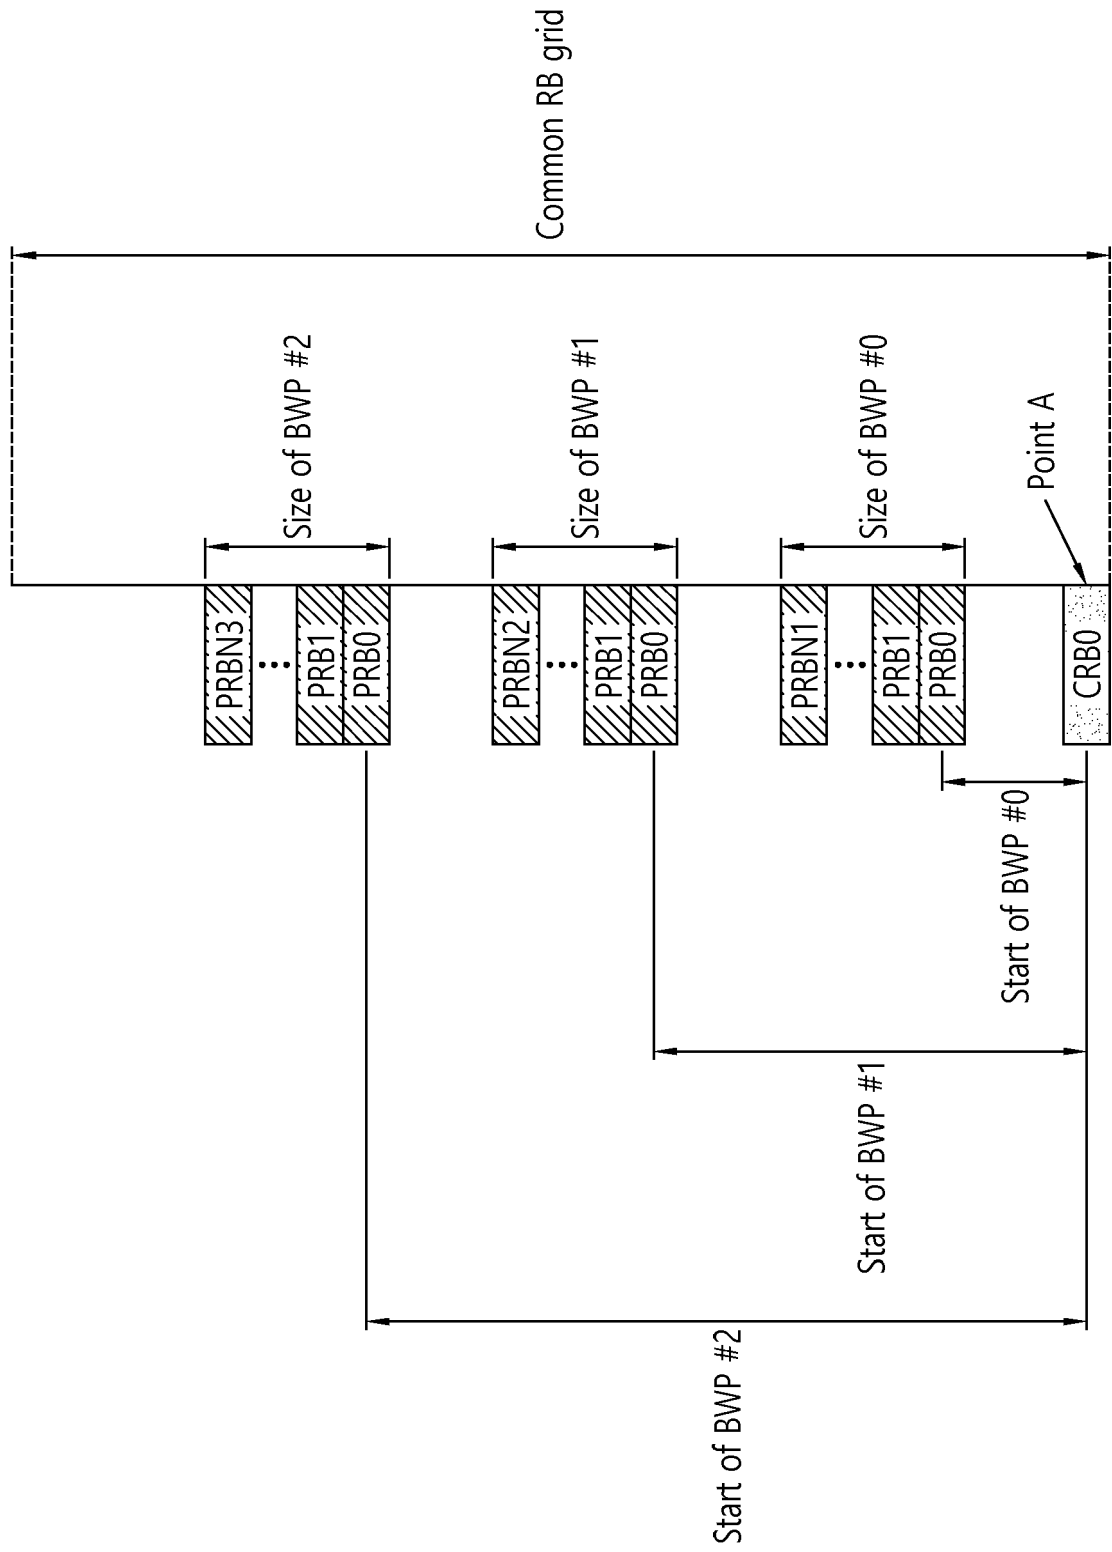 Common RB grid
Size of BWP #2
Size of BWP #1
Size of BWP #0
Point A
PRBN3
...
PRB1
PRB0
PRBN2
...
PRB1
PRB0
PRBN1
...
PRB1
PRB0
CRB0
Start of BWP #0
Start of BWP #1
Start of BWP #2